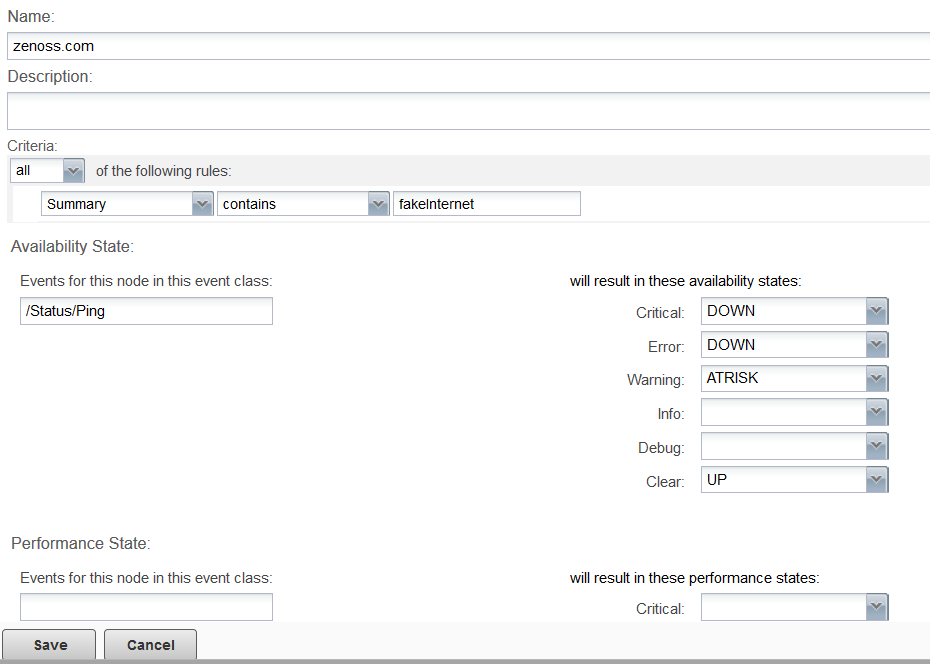 Name:
zenoss.com
Description:
Criteria:
all of the following rules:
Summary contains fakeInternet
Availability State:
Events for this node in this event class: will result in these availability states:
/Status/Ping Critical: DOWN
Error: DOWN
Warning: ATRISK
Info:
Debug:
Clear: UP
Performance State:
Events for this node in this event class: will result in these performance states:
Critical:
Save Cancel